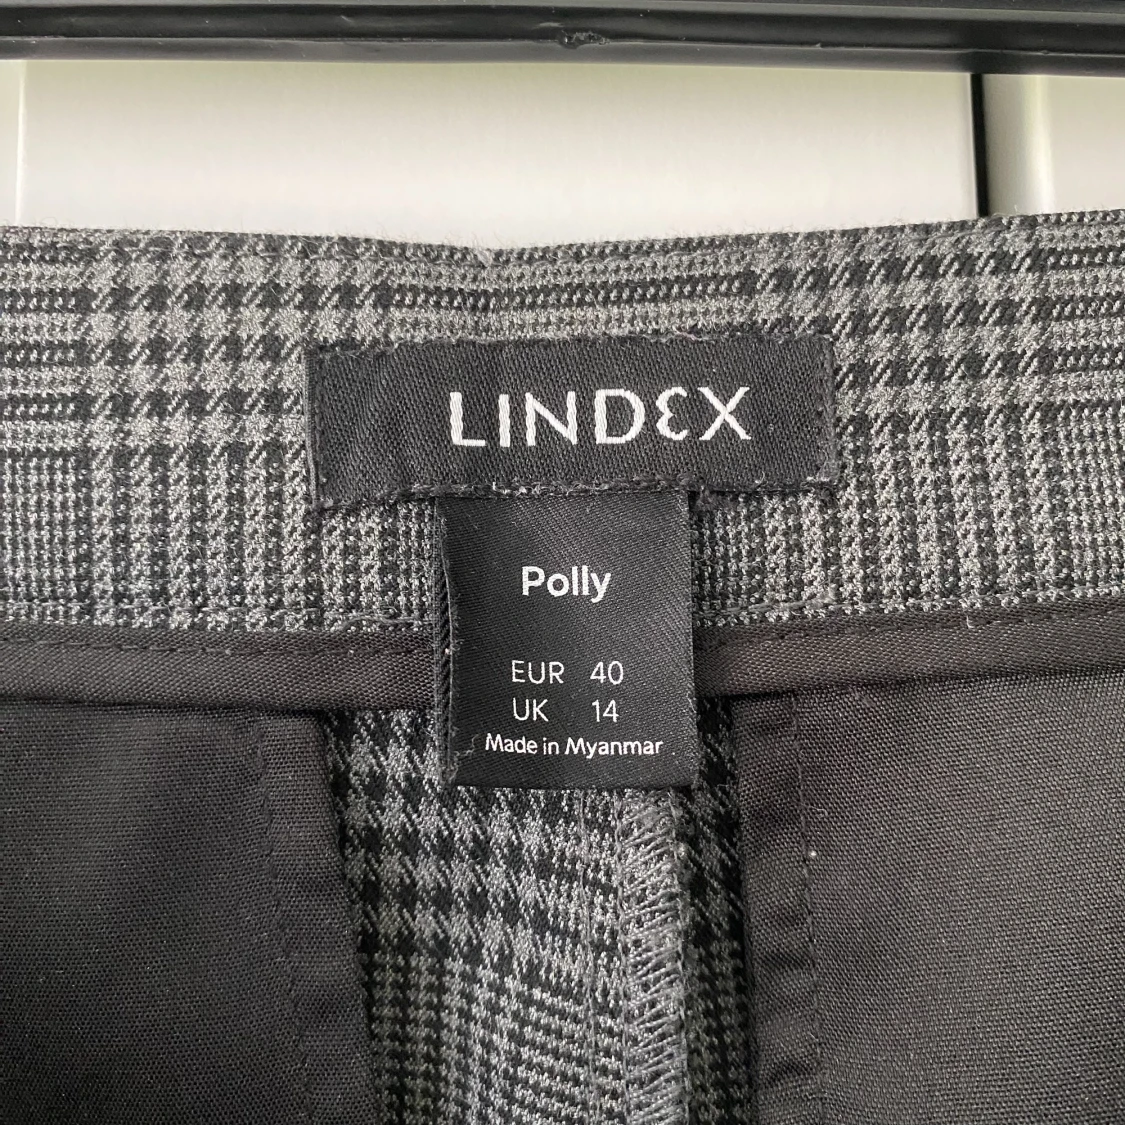 LINDEX
Polly
EUR 40
UK 14
Made in Myanmar